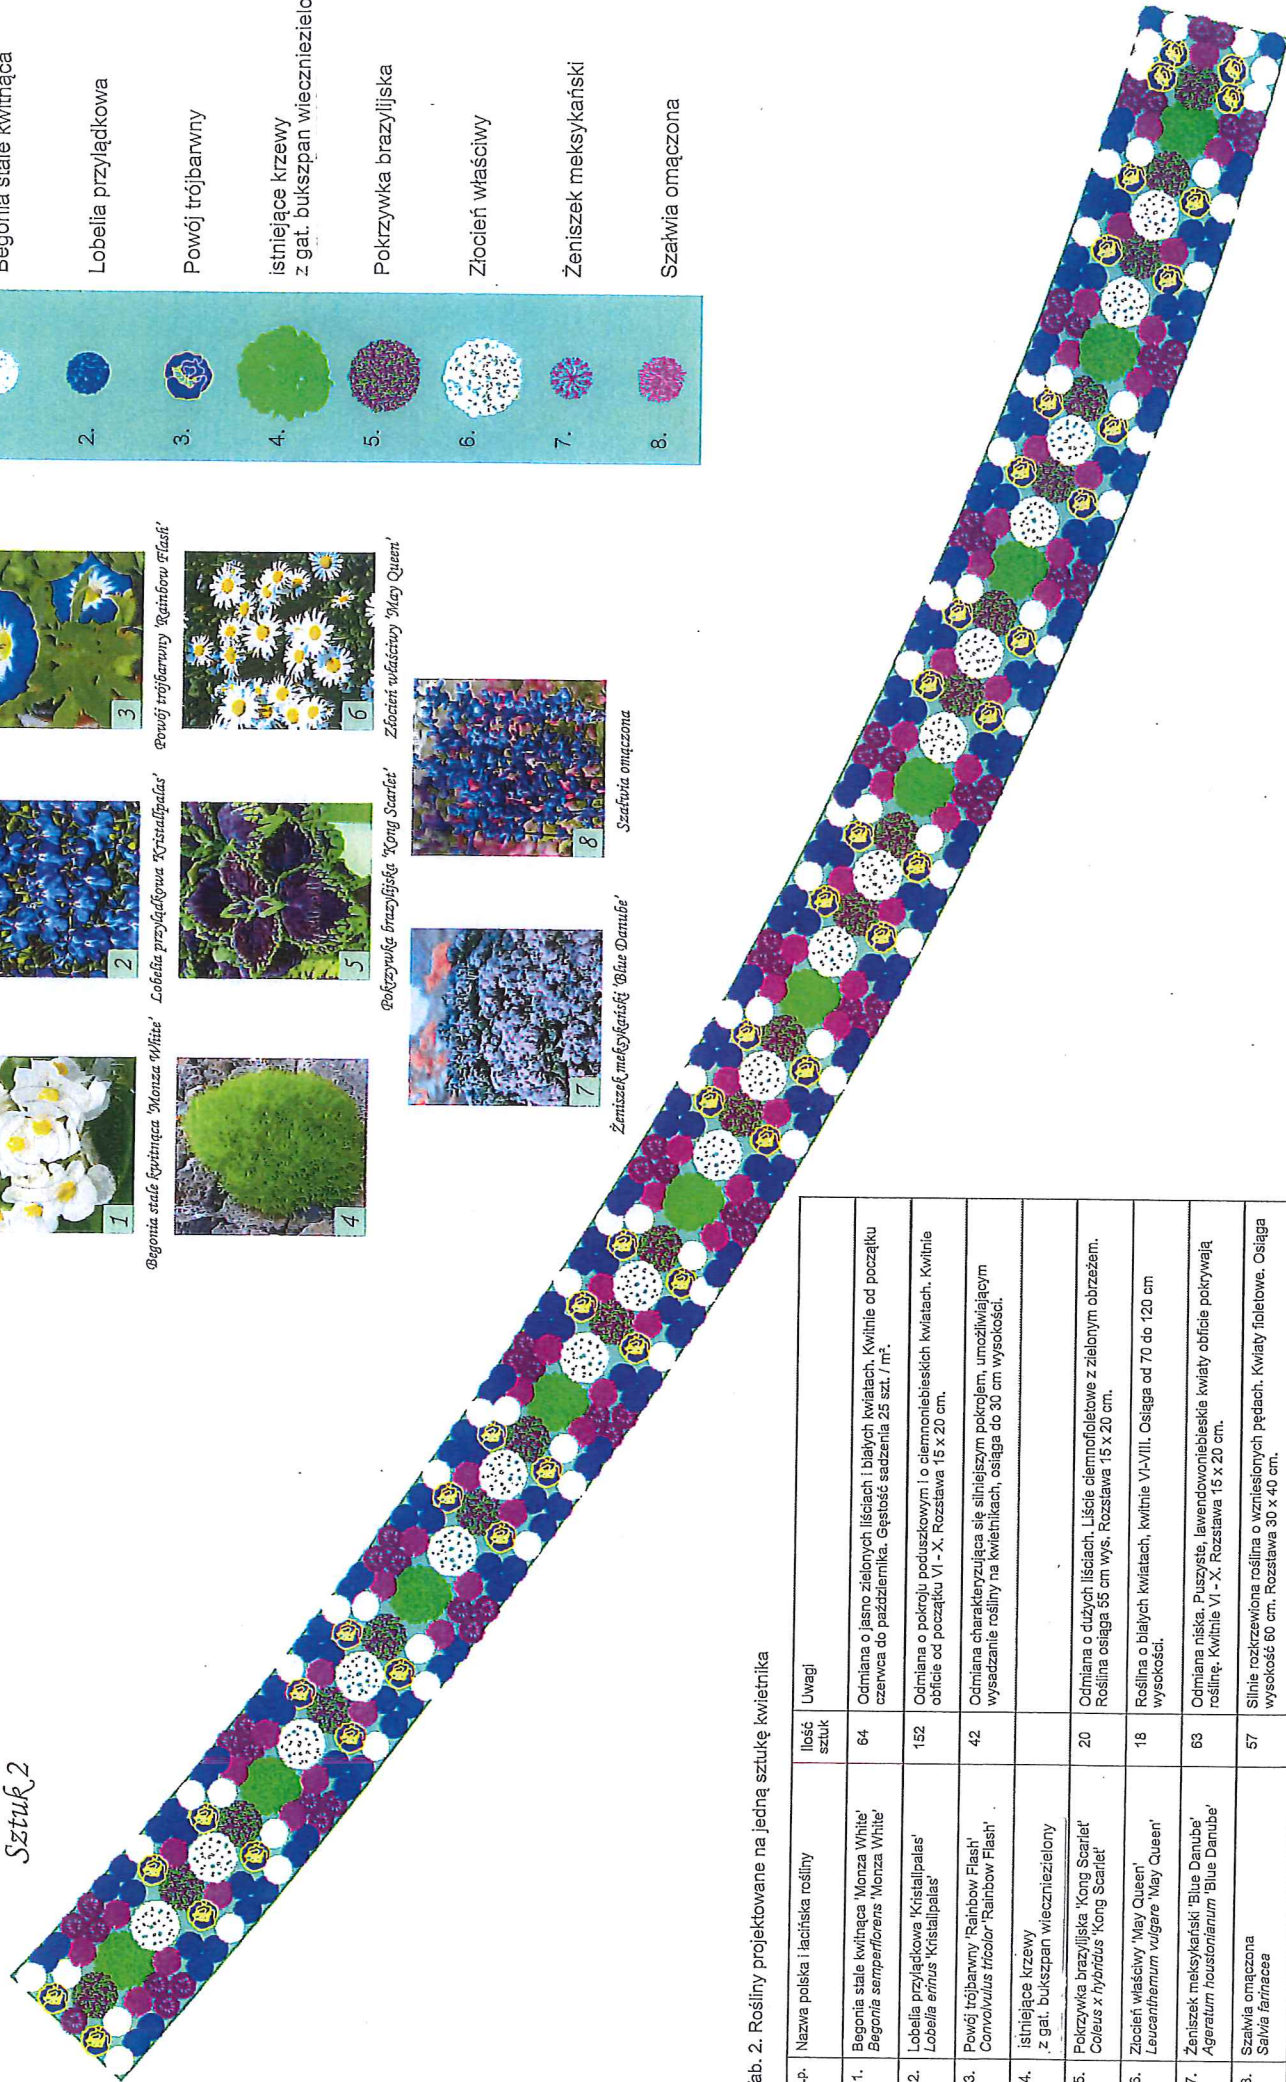 Sztuk 2
1
Begonia stale kwitnąca 'Monza White'
2
Lobelia przylądkowa 'Kristallpalas'
3
Powój trójbarwny 'Rainbow Flash'
4
5
Pokrzywka brazylijska 'Kong Scarlet'
6
Złocień właściwy 'May Queen'
7
Żeniszek meksykański 'Blue Danube'
8
Szałwia omączona
Begonia stale kwitnąca
2. Lobelia przylądkowa
3. Powój trójbarwny
4. istniejące krzewy
z gat. bukszpan wieczniezielo
5. Pokrzywka brazylijska
6. Złocień właściwy
7. Żeniszek meksykański
8. Szałwia omączona
ab. 2. Rośliny projektowane na jedną sztukę kwietnika
.p. Nazwa polska i łacińska rośliny Ilość sztuk Uwagi
1. Begonia stale kwitnąca 'Monza White' 64 Odmiana o jasno zielonych liściach i białych kwiatach. Kwitnie od początku
Begonia semperflorens 'Monza White' czerwca do października. Gęstość sadzenia 25 szt. / m².
2. Lobelia przylądkowa 'Kristallpalas' 152 Odmiana o pokroju poduszkowym i o ciemnoniebieskich kwiatach. Kwitnie
Lobelia erinus 'Kristallpalas' obficie od początku VI - X. Rozstawa 15 x 20 cm.
3. Powój trójbarwny 'Rainbow Flash' 42 Odmiana charakteryzująca się silniejszym pokrojem, umożliwiającym
Convolvulus tricolor 'Rainbow Flash' wysadzanie rośliny na kwietnikach, osiąga do 30 cm wysokości.
4. istniejące krzewy
z gat. bukszpan wieczniezielony
5. Pokrzywka brazylijska 'Kong Scarlet' 20 Odmiana o dużych liściach. Liście ciemnofioletowe z zielonym obrzeżem.
Coleus x hybridus 'Kong Scarlet' Roślina osiąga 55 cm wys. Rozstawa 15 x 20 cm.
6. Złocień właściwy 'May Queen' 18 Roślina o białych kwiatach, kwitnie VI-VIII. Osiąga od 70 do 120 cm
Leucanthemum vulgare 'May Queen' wysokości.
7. Żeniszek meksykański 'Blue Danube' 63 Odmiana niska. Puszyste, lawendowoniebieskie kwiaty obficie pokrywają
Ageratum houstonianum 'Blue Danube' roślinę. Kwitnie VI - X. Rozstawa 15 x 20 cm.
8. Szałwia omączona 57 Silnie rozkrzewiona roślina o wzniesionych pędach. Kwiaty fioletowe. Osiąga
Salvia farinacea wysokość 60 cm. Rozstawa 30 x 40 cm.